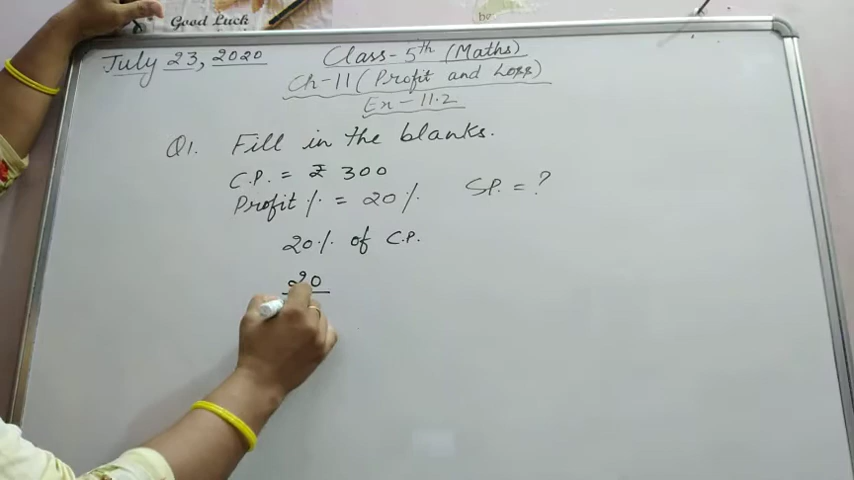 Good Luck
July 23, 2020 Class-5th (Maths)
Ch-11 (Profit and Loss)
Ex-11.2
Q1. Fill in the blanks.
C.P. = ₹ 300
Profit % = 20% S.P. = ?
20% of C.P.
20